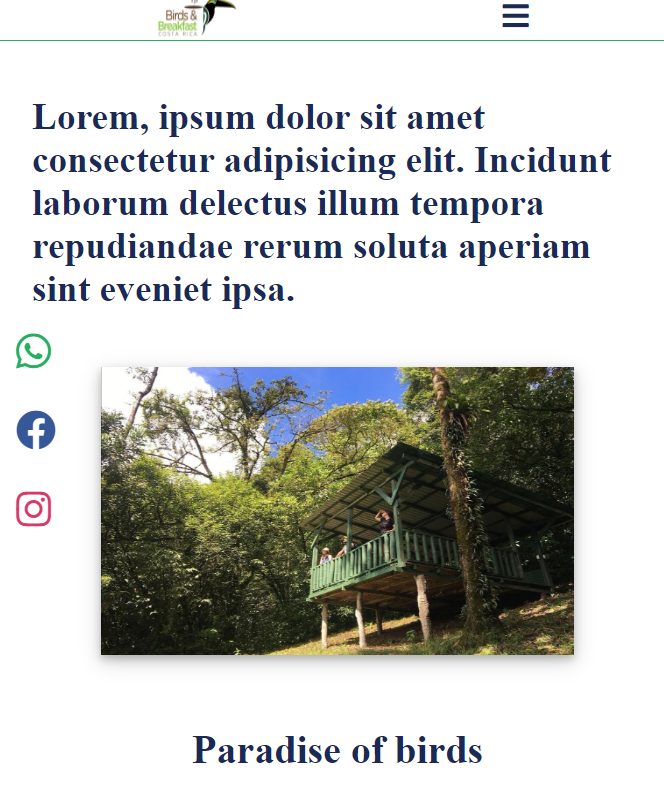 Birds &
Breakfast
COSTA RICA
Lorem, ipsum dolor sit amet
consectetur adipisicing elit. Incidunt
laborum delectus illum tempora
repudiandae rerum soluta aperiam
sint eveniet ipsa.
Paradise of birds